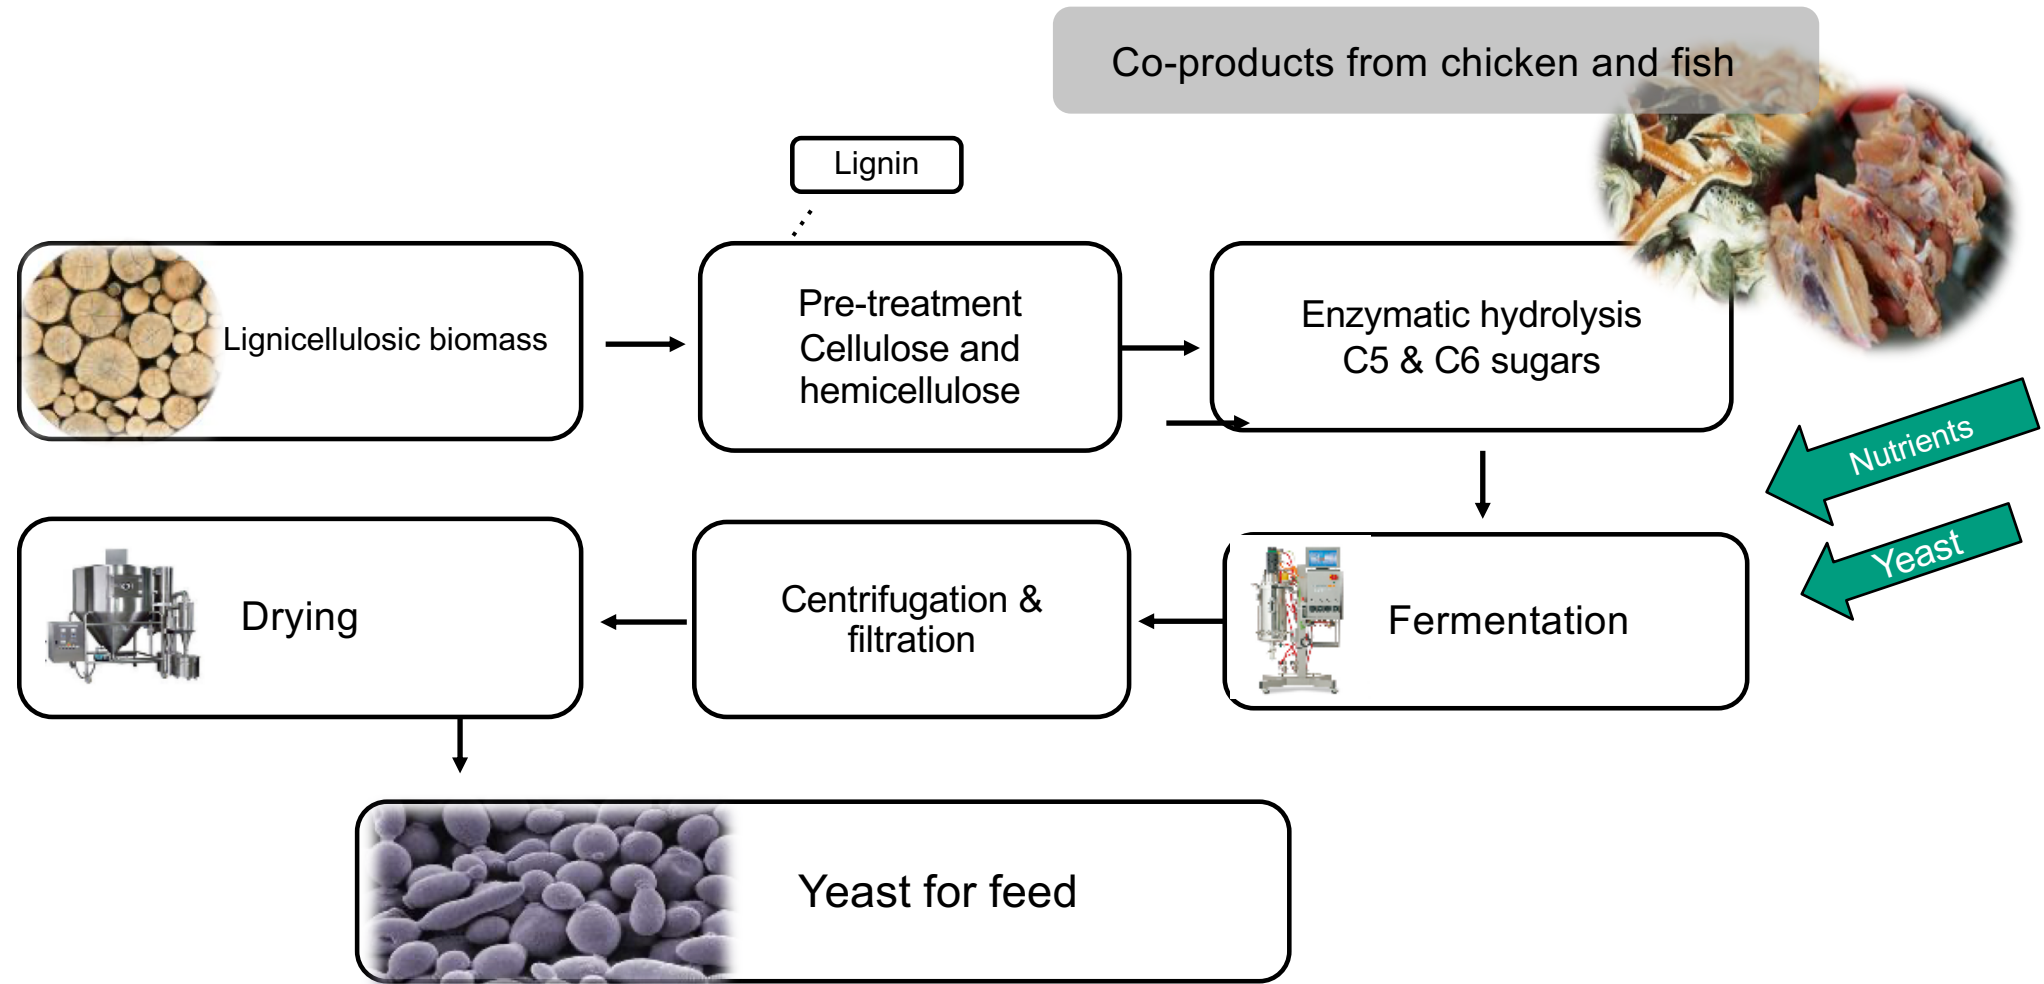 Co-products from chicken and fish
Lignin
Lignicellulosic biomass
Pre-treatment
Cellulose and
hemicellulose
Enzymatic hydrolysis
C5 & C6 sugars
Nutrients
Yeast
Drying
Centrifugation &
filtration
Fermentation
Yeast for feed